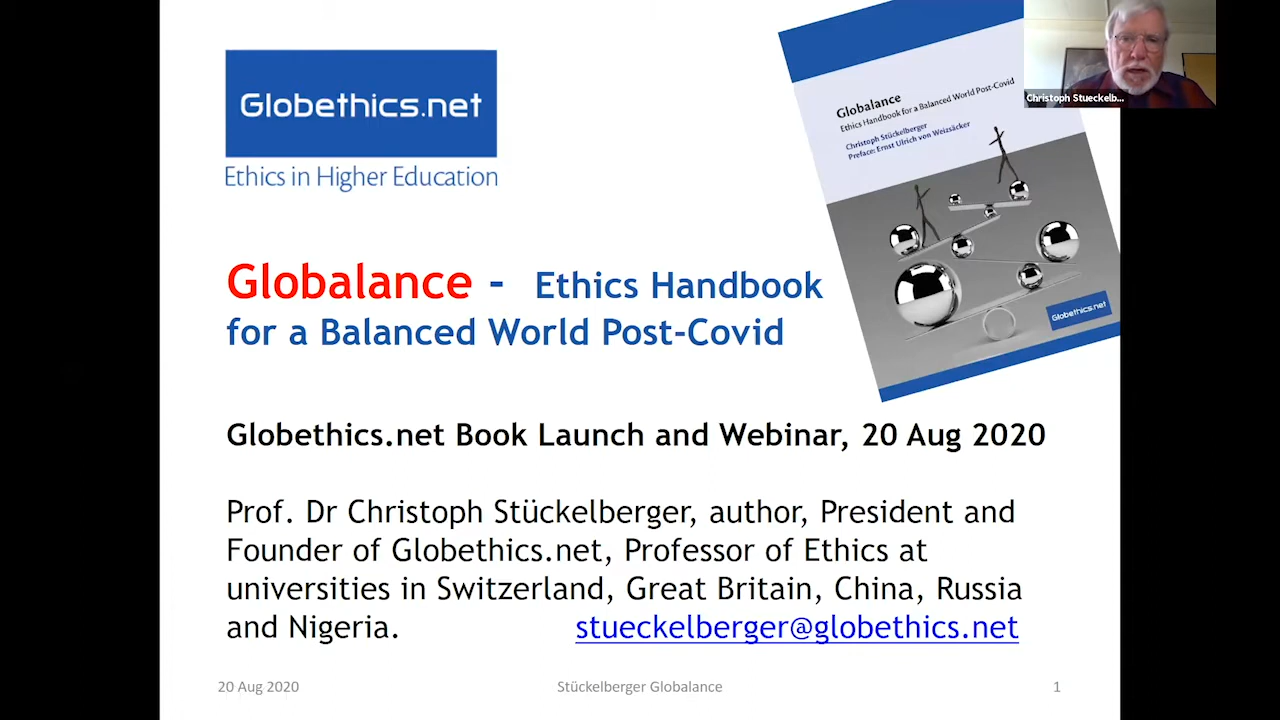 Globethics.net
Ethics in Higher Education
Globalance
Ethics Handbook for a Balanced World Post-Covid
Christoph Stückelberger
Preface: Ernst Ulrich von Weizsäcker
Globethics.net
Christoph Stueckelb...
Globalance - Ethics Handbook
for a Balanced World Post-Covid
Globethics.net Book Launch and Webinar, 20 Aug 2020
Prof. Dr Christoph Stückelberger, author, President and
Founder of Globethics.net, Professor of Ethics at
universities in Switzerland, Great Britain, China, Russia
and Nigeria. stueckelberger@globethics.net
20 Aug 2020 Stückelberger Globalance 1